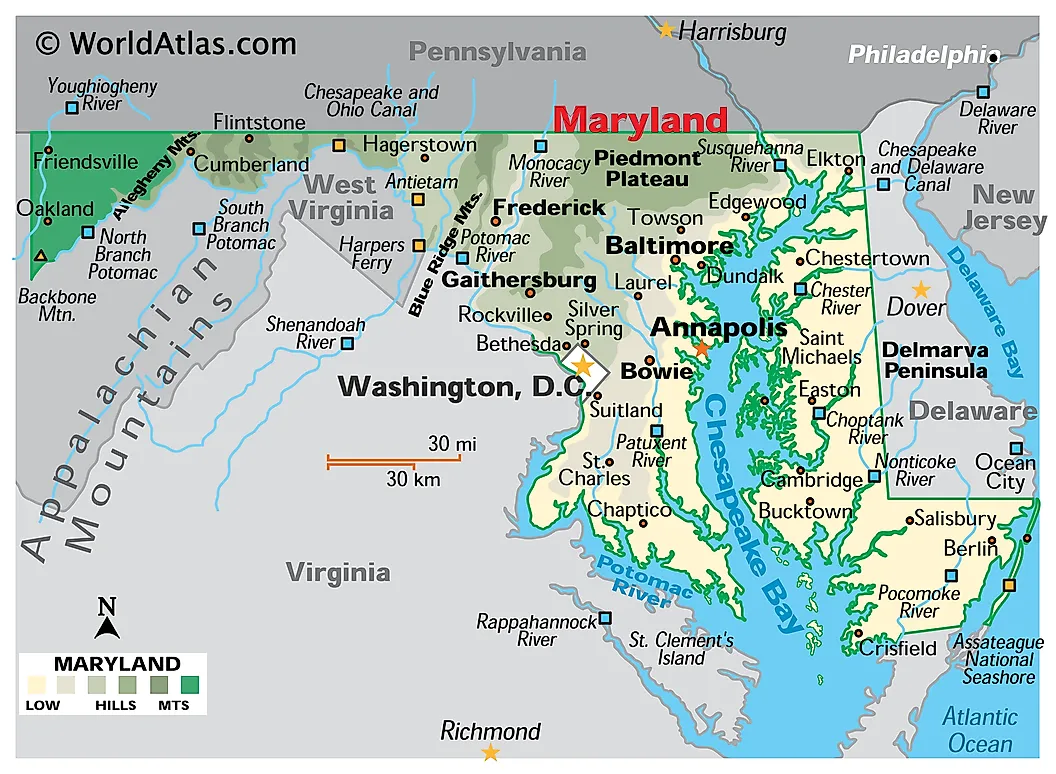 © WorldAtlas.com
Pennsylvania
Harrisburg
Philadelphia
Youghiogheny
River
Chesapeake and
Ohio Canal
Delaware
River
Flintstone
Maryland
Friendsville
Allegheny Mts.
Cumberland
Hagerstown
Monocacy
River
Piedmont
Plateau
Susquehanna
River
Elkton
Chesapeake
and Delaware
Canal
New
Jersey
West
Virginia
Antietam
Oakland
North
Branch
Potomac
South
Branch
Potomac
Harpers
Ferry
Blue Ridge Mts.
Frederick
Potomac
River
Edgewood
Towson
Baltimore
Dundalk
Chestertown
Chester
River
Dover
Delaware Bay
Backbone
Mtn.
Gaithersburg
Laurel
Rockville
Silver
Spring
Bethesda
Annapolis
Saint
Michaels
Delmarva
Peninsula
Shenandoah
River
Appalachian
Mountains
Washington, D.C.
Bowie
Suitland
Easton
Choptank
River
Delaware
Chesapeake Bay
Patuxent
River
30 mi
30 km
St.
Charles
Cambridge
Nonticoke
River
Ocean
City
Chaptico
Bucktown
Salisbury
Berlin
Virginia
Potomac
River
Pocomoke
River
N
Rappahannock
River
St. Clement's
Island
Crisfield
Assateague
National
Seashore
MARYLAND
LOW HILLS MTS
Richmond
Atlantic
Ocean